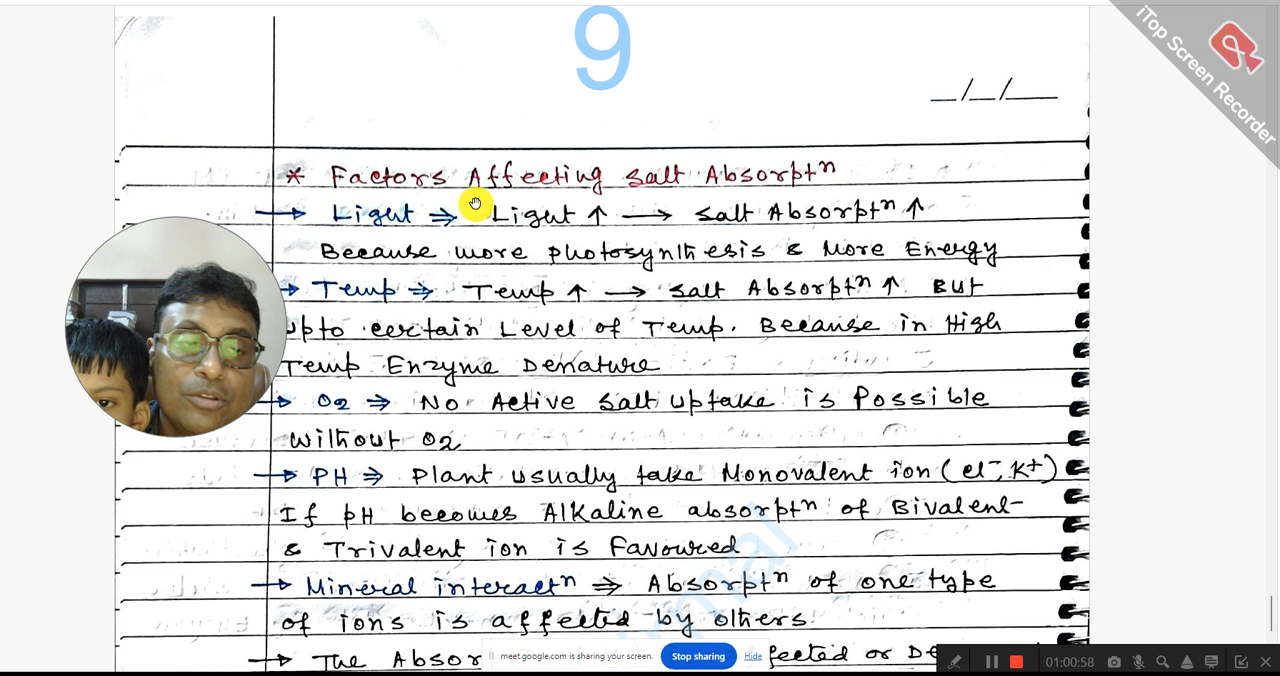 9
iTop Screen Recorder
_/_/_
* Factors Affecting Salt Absorptⁿ
→ Light ⇒ Light ↑ → Salt Absorptⁿ ↑
Because more photosynthesis & More Energy
→ Temp ⇒ Temp ↑ → Salt Absorptⁿ ↑. But
upto certain Level of Temp. Because in High
Temp Enzyme Denature
→ O2 ⇒ No Active Salt uptake is Possible
without O2
→ PH ⇒ Plant usually take Monovalent ion (Cl⁻, K⁺)
If pH becomes Alkaline absorptⁿ of Bivalent
& Trivalent ion is Favoured
→ Mineral interactⁿ ⇒ Absorptⁿ of one type
of ions is affected by others.
→ The Absor
fected or De
meet.google.com is sharing your screen.
Stop sharing
Hide
01:00:58